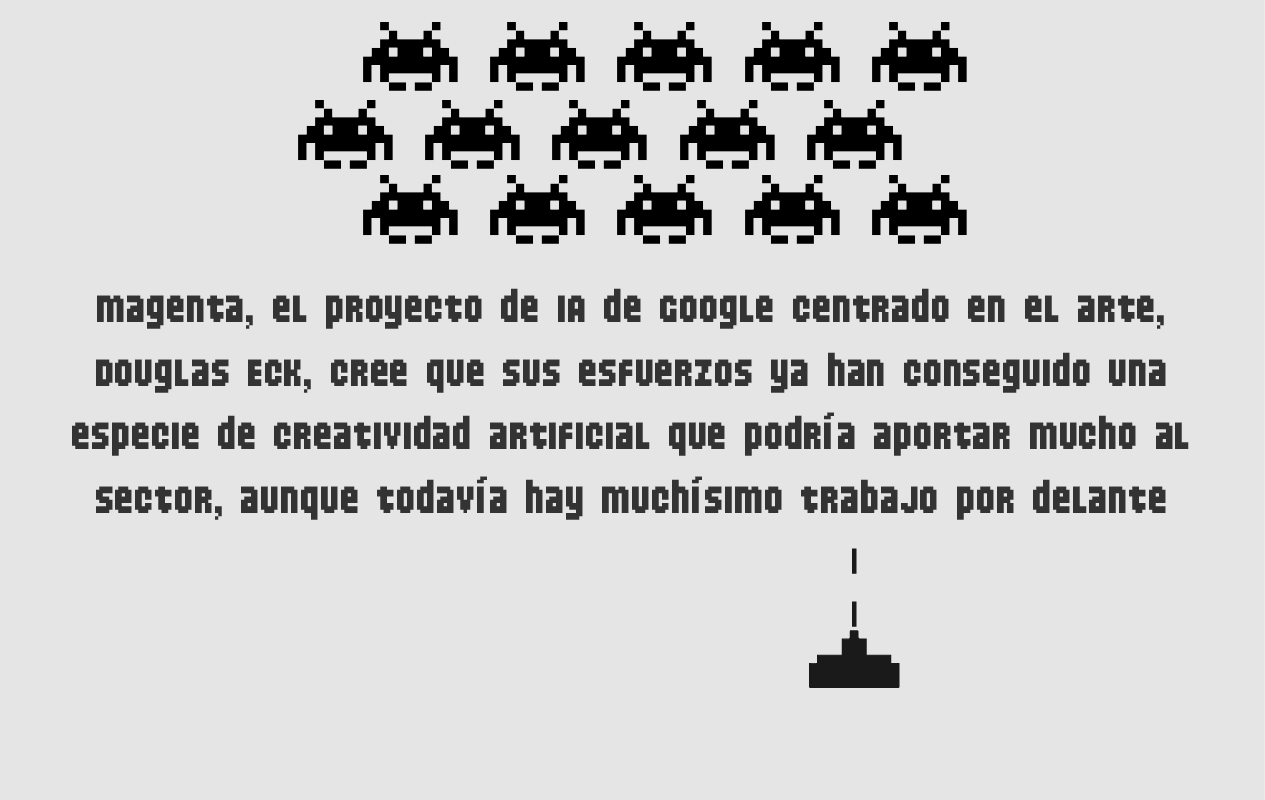 magenta, el proyecto de IA de Google centrado en el arte,
Douglas Eck, cree que sus esfuerzos ya han conseguido una
especie de creatividad artificial que podría aportar mucho al
sector, aunque todavía hay muchísimo trabajo por delante